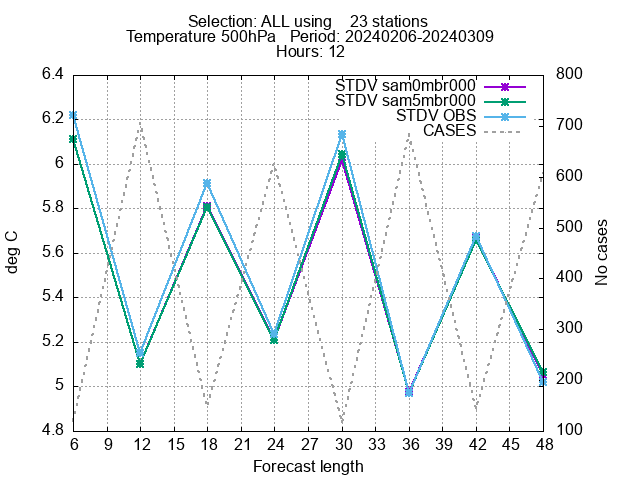 Selection: ALL using    23 stations
Temperature 500hPa   Period: 20240206-20240309
Hours: 12
STDV sam0mbr000
STDV sam5mbr000
STDV OBS
CASES
6.4
6.2
6
5.8
5.6
5.4
5.2
5
4.8
800
700
600
500
400
300
200
100
deg C
No cases
6 9 12 15 18 21 24 27 30 33 36 39 42 45 48
Forecast length